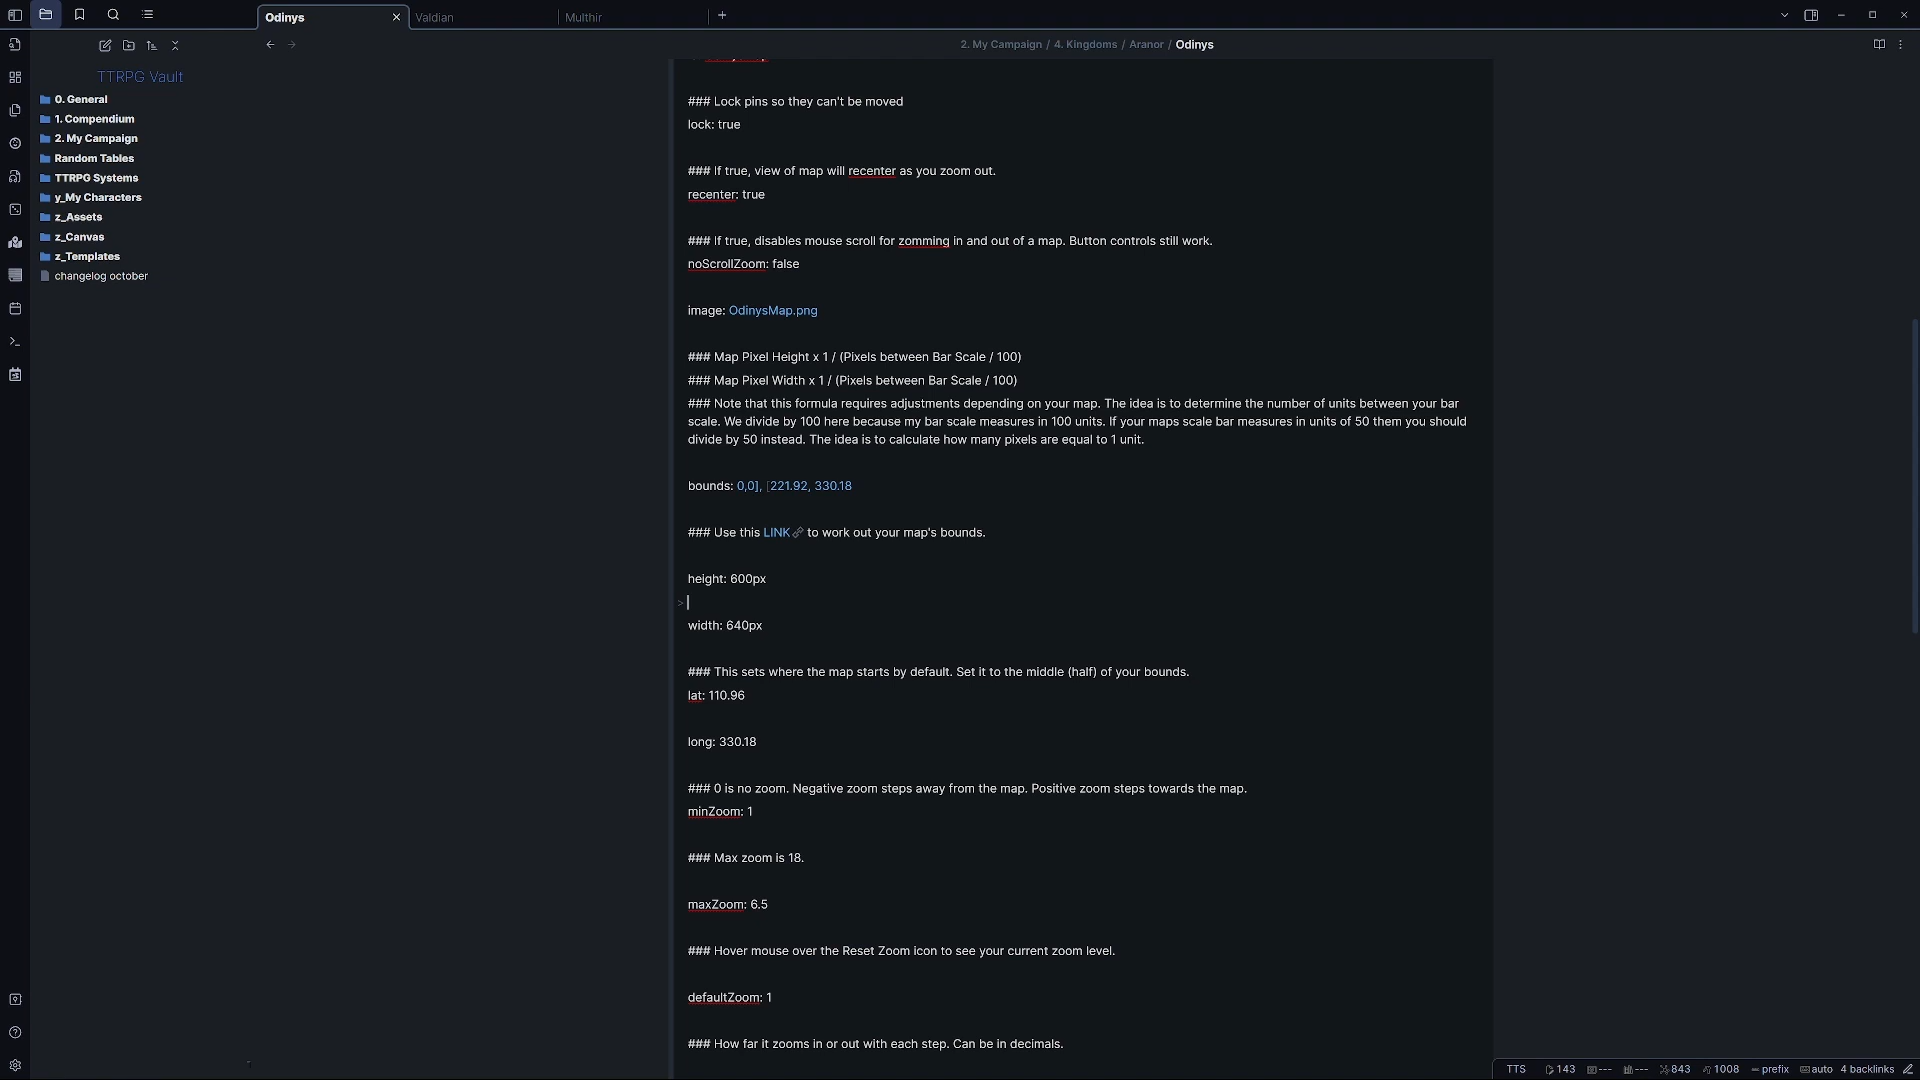 Odinys
Valdian
Multhir
2. My Campaign / 4. Kingdoms / Aranor / Odinys
TTRPG Vault
0. General
1. Compendium
2. My Campaign
Random Tables
TTRPG Systems
y_My Characters
z_Assets
z_Canvas
z_Templates
changelog october
### Lock pins so they can't be moved
lock: true
### If true, view of map will recenter as you zoom out.
recenter: true
### If true, disables mouse scroll for zomming in and out of a map. Button controls still work.
noScrollZoom: false
image: OdinysMap.png
### Map Pixel Height x 1 / (Pixels between Bar Scale / 100)
### Map Pixel Width x 1 / (Pixels between Bar Scale / 100)
### Note that this formula requires adjustments depending on your map. The idea is to determine the number of units between your bar
scale. We divide by 100 here because my bar scale measures in 100 units. If your maps scale bar measures in units of 50 them you should
divide by 50 instead. The idea is to calculate how many pixels are equal to 1 unit.
bounds: 0,0], [221.92, 330.18
### Use this LINK to work out your map's bounds.
height: 600px
>
width: 640px
### This sets where the map starts by default. Set it to the middle (half) of your bounds.
lat: 110.96
long: 330.18
### 0 is no zoom. Negative zoom steps away from the map. Positive zoom steps towards the map.
minZoom: 1
### Max zoom is 18.
maxZoom: 6.5
### Hover mouse over the Reset Zoom icon to see your current zoom level.
defaultZoom: 1
### How far it zooms in or out with each step. Can be in decimals.
TTS 143 --- --- 843 1008 prefix auto 4 backlinks